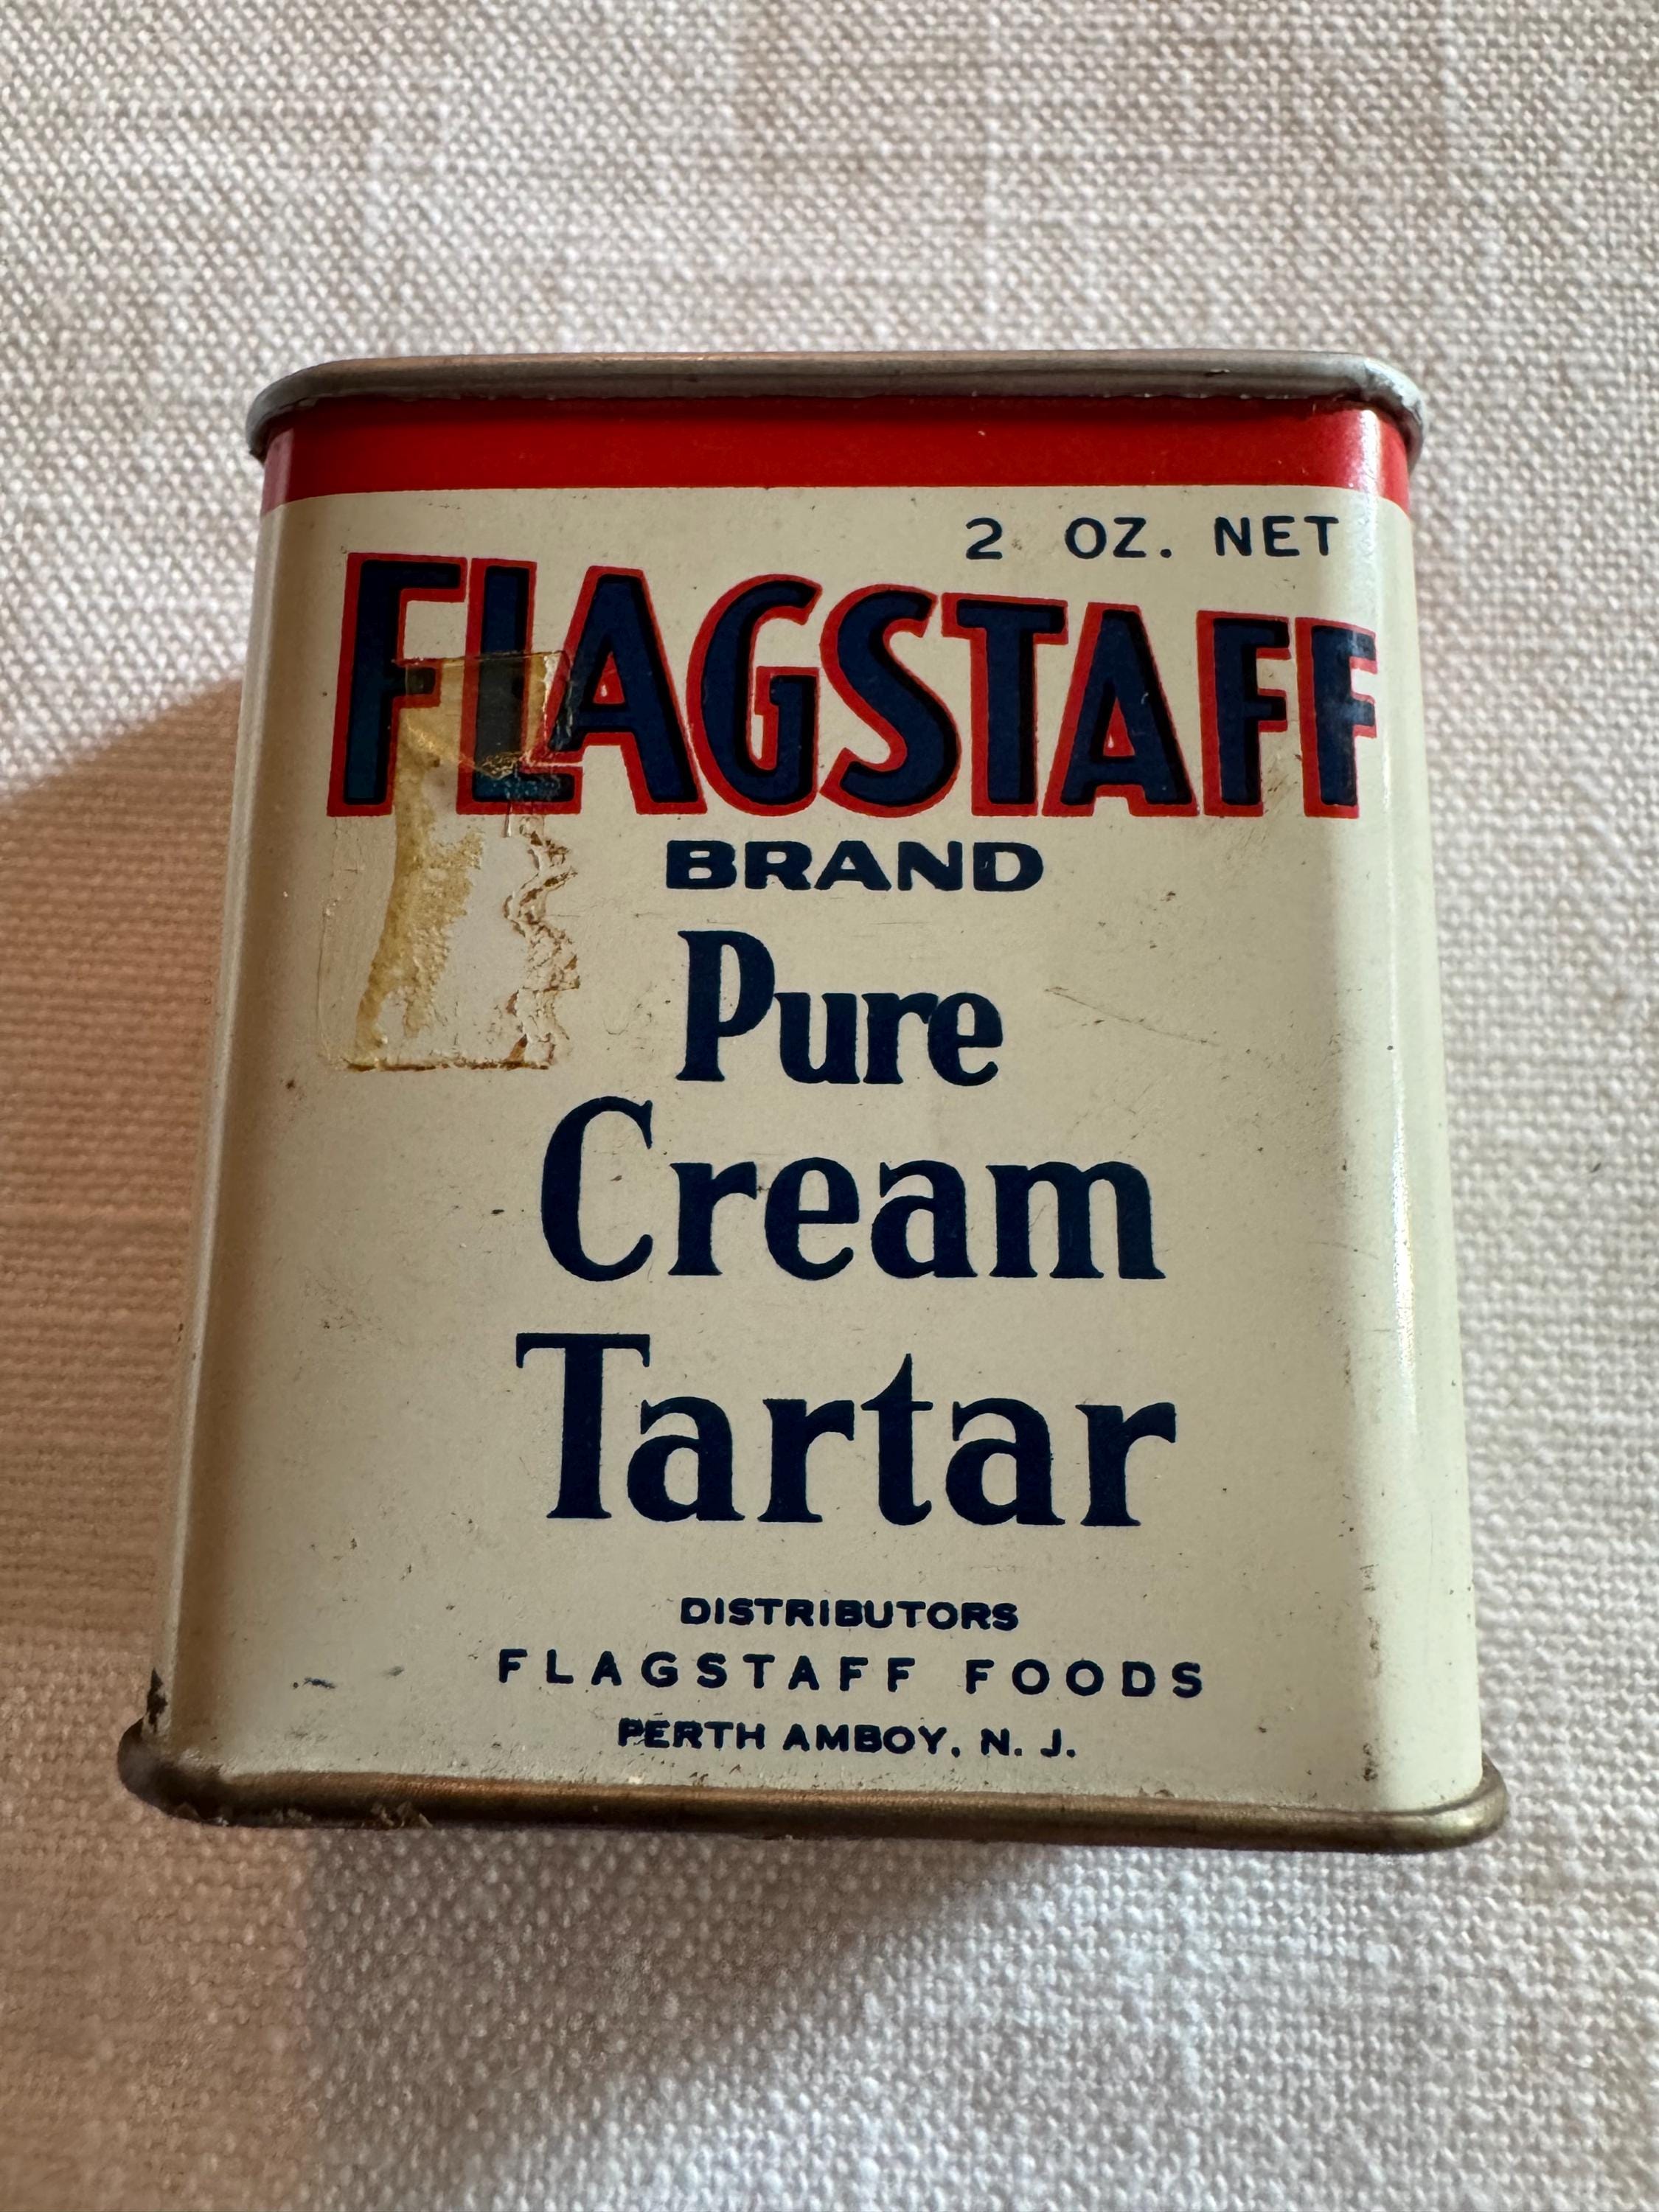 2 OZ. NET
FLAGSTAFF
BRAND
Pure
Cream
Tartar
DISTRIBUTORS
FLAGSTAFF FOODS
PERTH AMBOY, N. J.